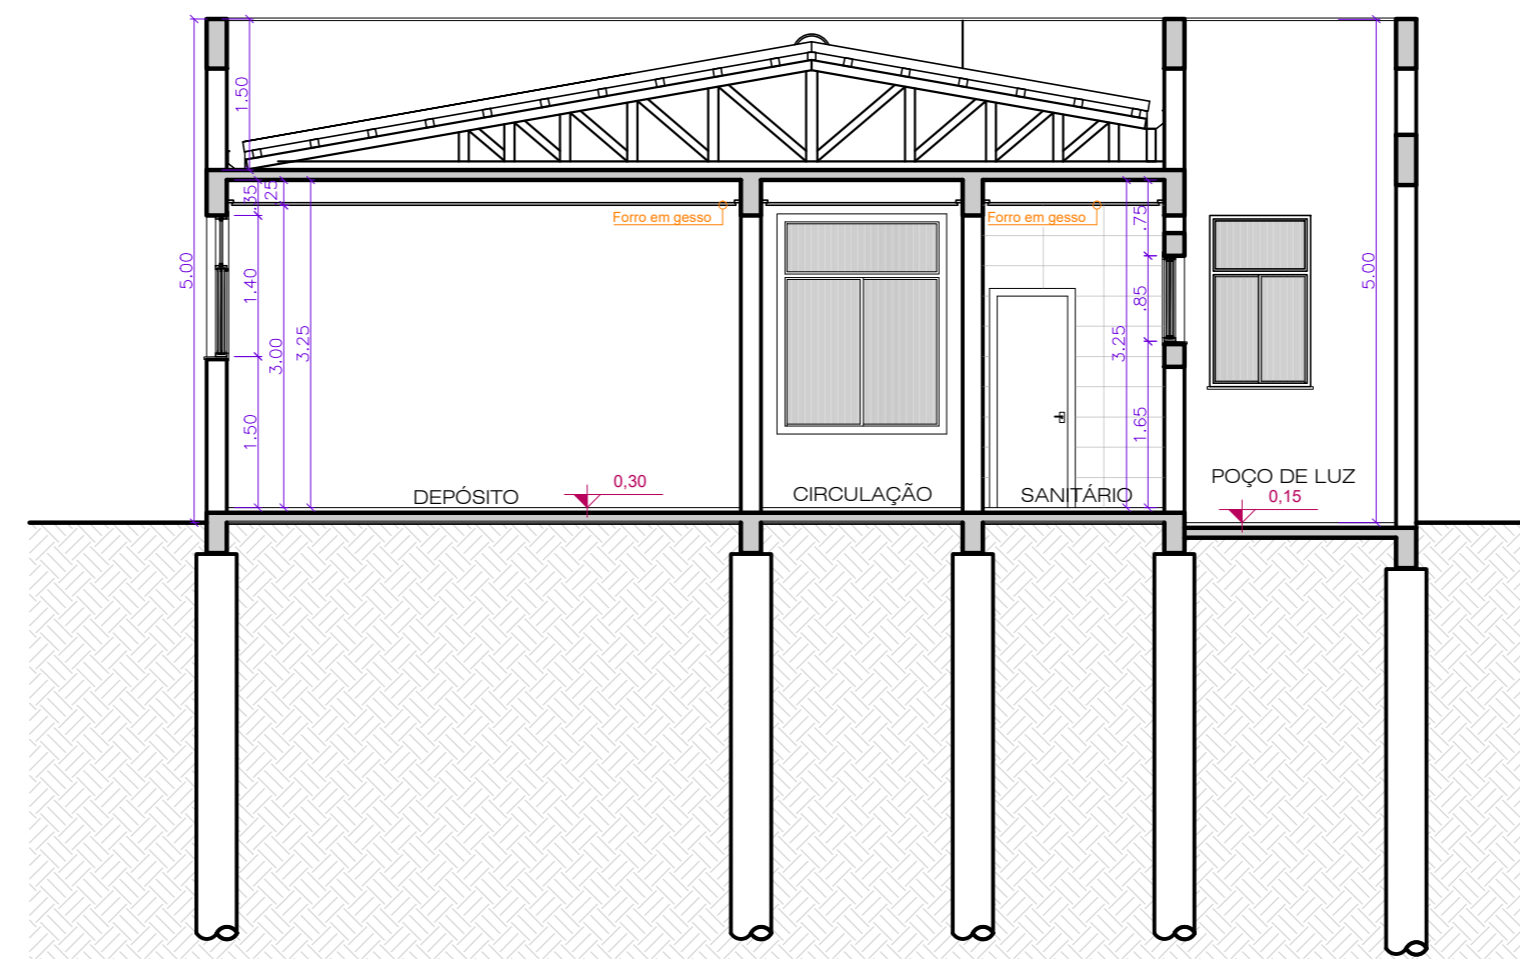 1.50
.35
.25
Forro em gesso
Forro em gesso
.75
5.00
1.40
3.00
3.25
3.25
.85
5.00
1.50
1.65
DEPÓSITO
0,30
CIRCULAÇÃO
SANITÁRIO
POÇO DE LUZ
0,15